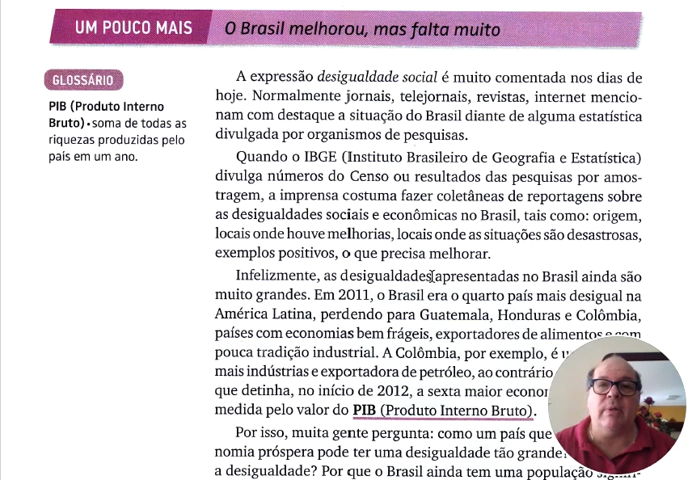 UM POUCO MAIS
O Brasil melhorou, mas falta muito
GLOSSÁRIO
PIB (Produto Interno
Bruto) • soma de todas as
riquezas produzidas pelo
país em um ano.
A expressão desigualdade social é muito comentada nos dias de
hoje. Normalmente jornais, telejornais, revistas, internet mencio-
nam com destaque a situação do Brasil diante de alguma estatística
divulgada por organismos de pesquisas.
Quando o IBGE (Instituto Brasileiro de Geografia e Estatística)
divulga números do Censo ou resultados das pesquisas por amos-
tragem, a imprensa costuma fazer coletâneas de reportagens sobre
as desigualdades sociais e econômicas no Brasil, tais como: origem,
locais onde houve melhorias, locais onde as situações são desastrosas,
exemplos positivos, o que precisa melhorar.
Infelizmente, as desigualdades apresentadas no Brasil ainda são
muito grandes. Em 2011, o Brasil era o quarto país mais desigual na
América Latina, perdendo para Guatemala, Honduras e Colômbia,
países com economias bem frágeis, exportadores de alimentos e com
pouca tradição industrial. A Colômbia, por exemplo, é
mais indústrias e exportadora de petróleo, ao contrário
que detinha, no início de 2012, a sexta maior
medida pelo valor do PIB (Produto Interno Bruto).
Por isso, muita gente pergunta: como um país que
nomia próspera pode ter uma desigualdade tão grande?
a desigualdade? Por que o Brasil ainda tem uma população